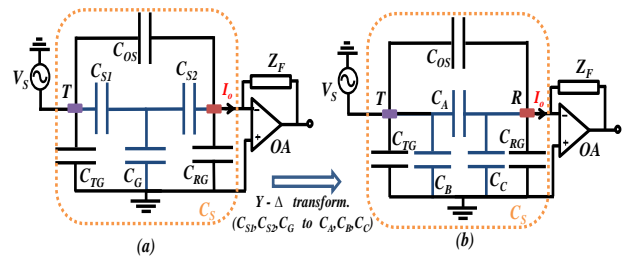 C_OS
Z_F
V_S
T
C_S1
C_S2
I_o
C_TG
C_G
C_RG
OA
C_S
(a)
Y - Δ transform.
(C_S1,C_S2,C_G to C_A,C_B,C_C)
C_OS
Z_F
V_S
T
C_A
R
I_o
C_TG
C_B
C_C
C_RG
OA
C_S
(b)